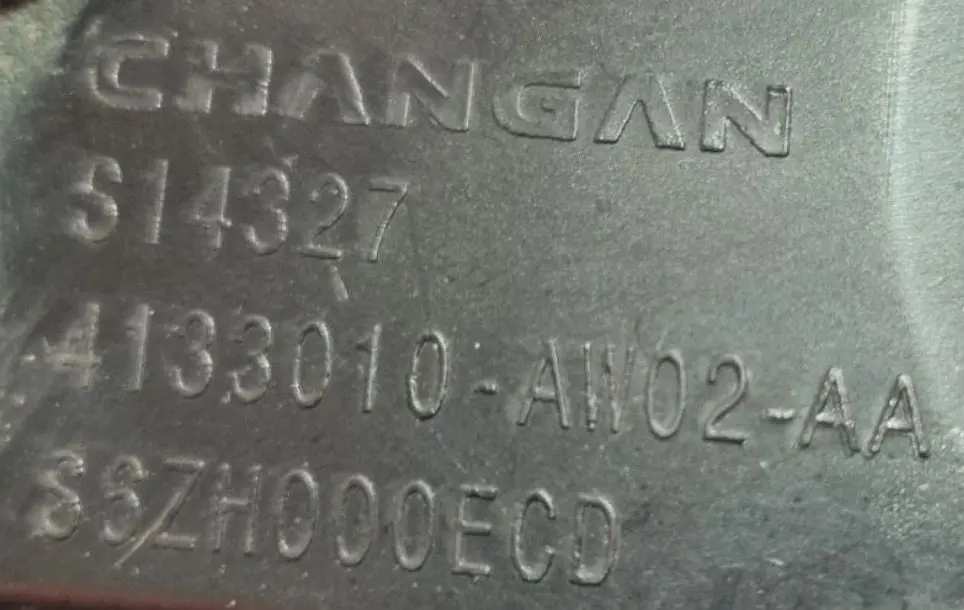 CHANGAN
S14327
4133010-AW02-AA
SSZH000ECD